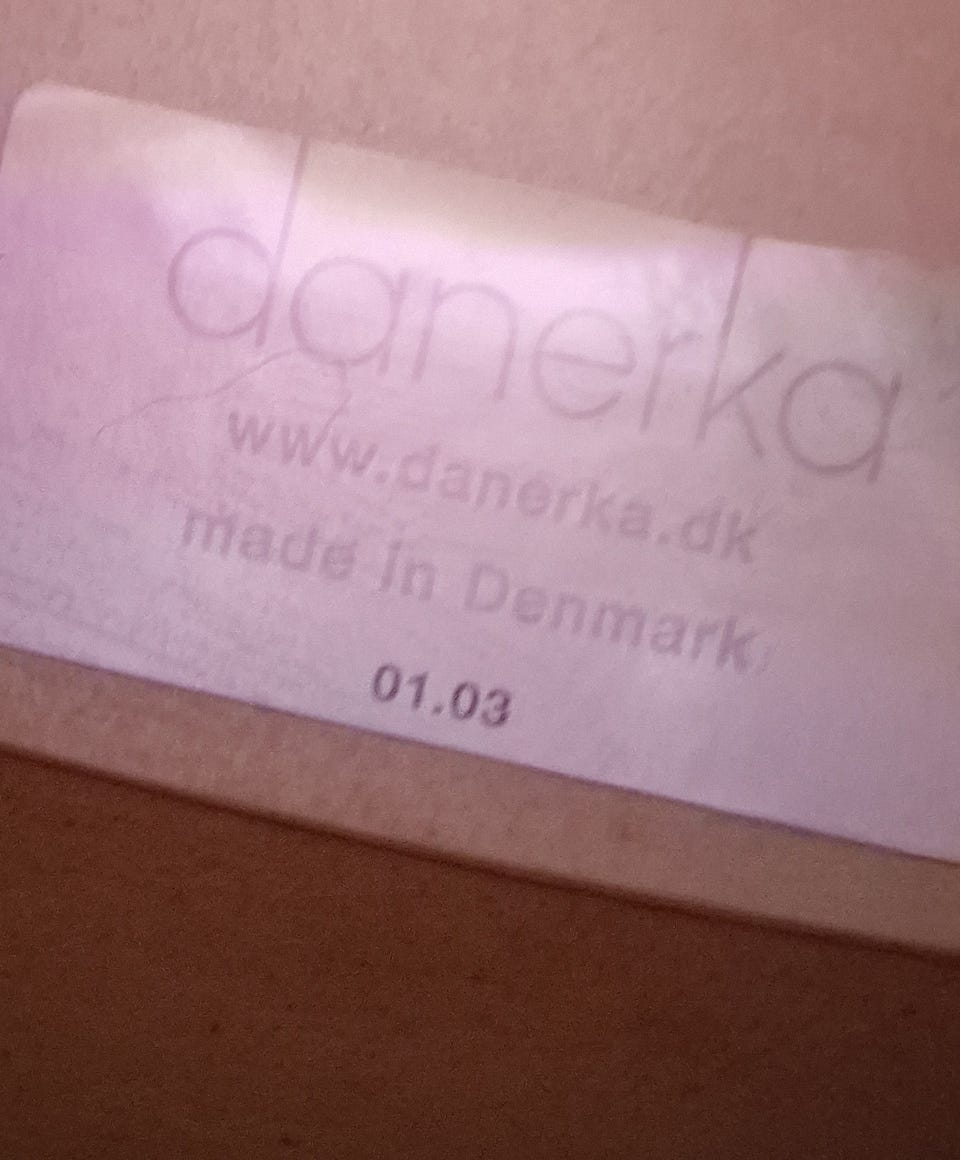 danerka
www.danerka.dk
made in Denmark
01.03